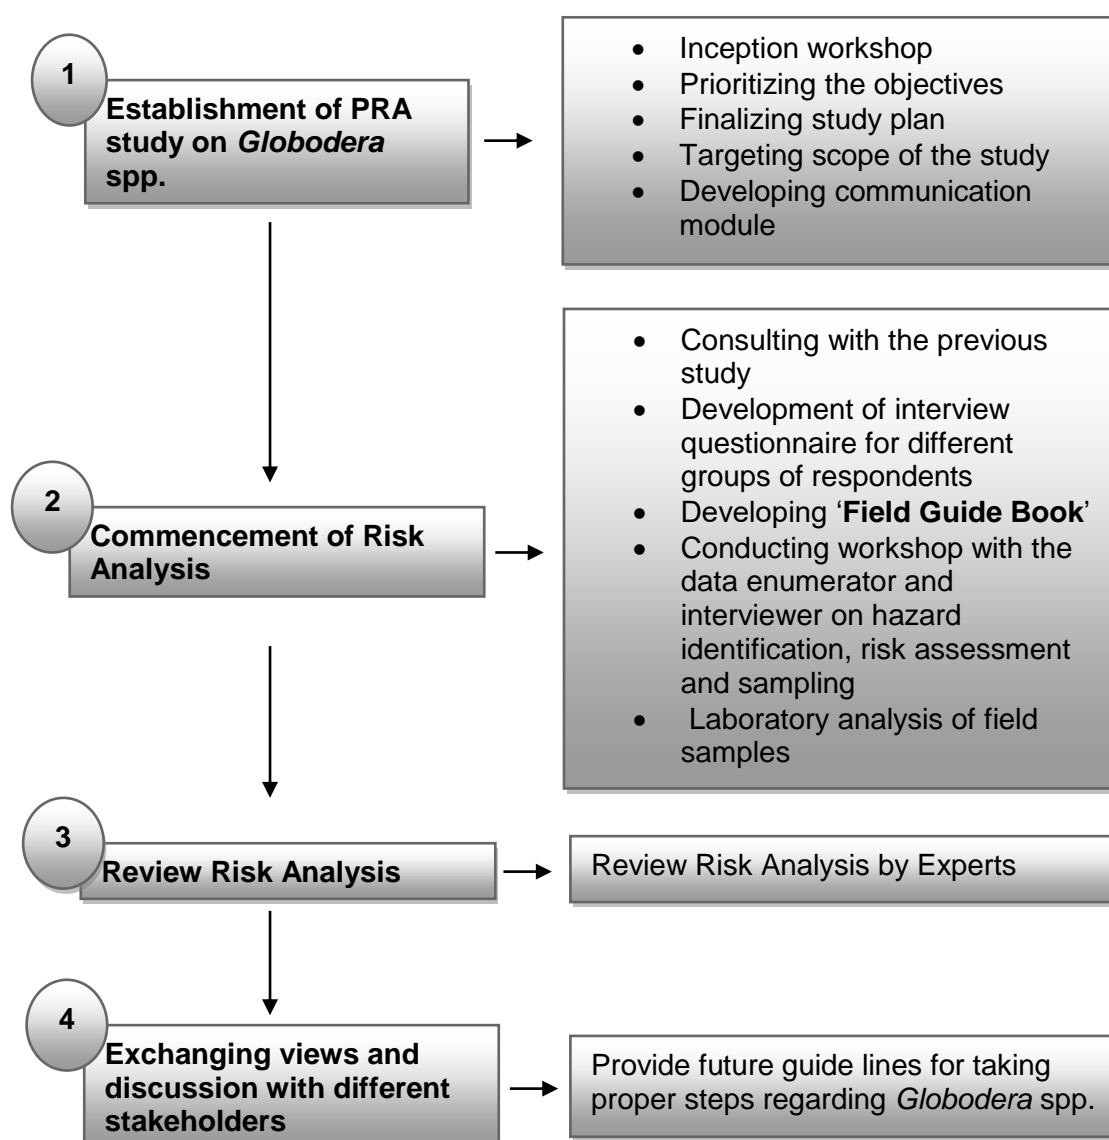 1
Establishment of PRA
study on Globodera
spp.
• Inception workshop
• Prioritizing the objectives
• Finalizing study plan
• Targeting scope of the study
• Developing communication
module
2
Commencement of Risk
Analysis
• Consulting with the previous
study
• Development of interview
questionnaire for different
groups of respondents
• Developing ‘Field Guide Book’
• Conducting workshop with the
data enumerator and
interviewer on hazard
identification, risk assessment
and sampling
• Laboratory analysis of field
samples
3
Review Risk Analysis
Review Risk Analysis by Experts
4
Exchanging views and
discussion with different
stakeholders
Provide future guide lines for taking
proper steps regarding Globodera spp.